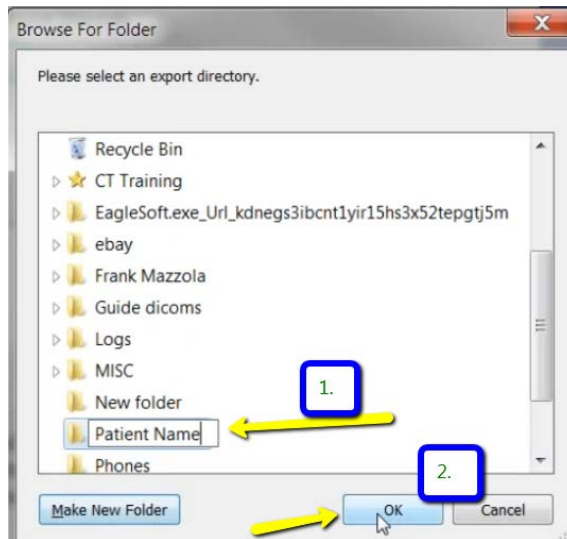 Browse For Folder
X
Please select an export directory.
Recycle Bin
CT Training
EagleSoft.exe_Url_kdnegs3ibcnt1yir15hs3x52tepgtj5m
ebay
Frank Mazzola
Guide dicoms
Logs
MISC
1.
New folder
Patient Name
Phones
2.
Make New Folder
OK
Cancel